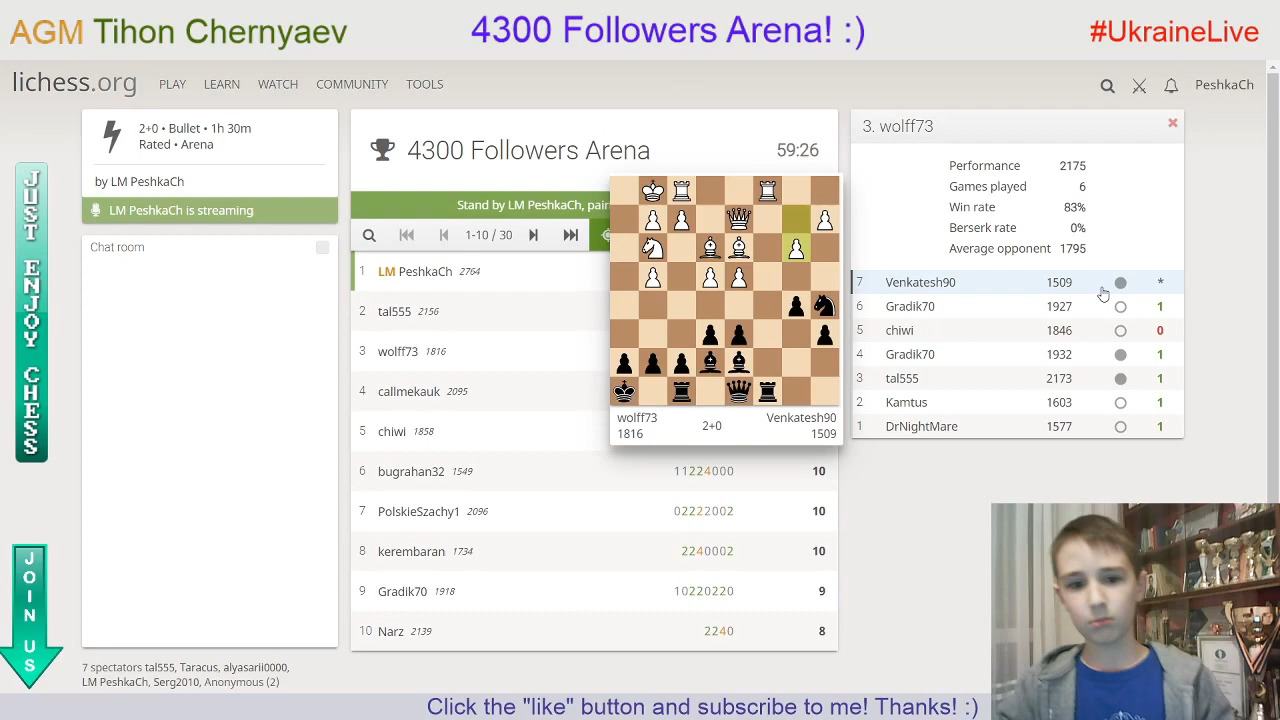 AGM Tihon Chernyaev
4300 Followers Arena! :)
#UkraineLive
lichess.org
PLAY
LEARN
WATCH
COMMUNITY
TOOLS
PeshkaCh
JUST ENJOY CHESS
JOIN US
2+0 • Bullet • 1h 30m
Rated • Arena
by LM PeshkaCh
LM PeshkaCh is streaming
Chat room
7 spectators tal555, Taracus, alyasarii0000,
LM PeshkaCh, Serg2010, Anonymous (2)
4300 Followers Arena
59:26
Stand by LM PeshkaCh,
1-10 / 30
1 LM PeshkaCh 2764
2 tal555 2156
3 wolff73 1816
4 callmekauk 2095
5 chiwi 1858
6 bugrahan32 1549 11224000 10
7 PolskieSzachy1 2096 02222002 10
8 kerembaran 1734 2240002 10
9 Gradik70 1918 10220220 9
10 Narz 2139 2240 8
wolff73
1816
2+0
Venkatesh90
1509
3. wolff73
Performance 2175
Games played 6
Win rate 83%
Berserk rate 0%
Average opponent 1795
7 Venkatesh90 1509 *
6 Gradik70 1927 1
5 chiwi 1846 0
4 Gradik70 1932 1
3 tal555 2173 1
2 Kamtus 1603 1
1 DrNightMare 1577 1
Click the "like" button and subscribe to me! Thanks! :)